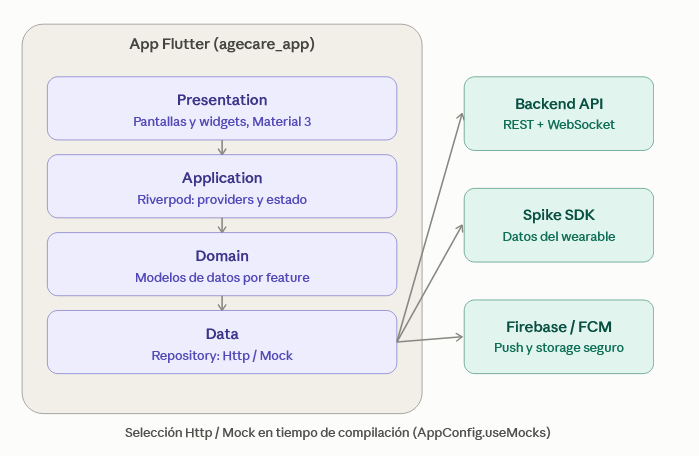 App Flutter (agecare_app)
Presentation
Pantallas y widgets, Material 3
Application
Riverpod: providers y estado
Domain
Modelos de datos por feature
Data
Repository: Http / Mock
Backend API
REST + WebSocket
Spike SDK
Datos del wearable
Firebase / FCM
Push y storage seguro
Selección Http / Mock en tiempo de compilación (AppConfig.useMocks)